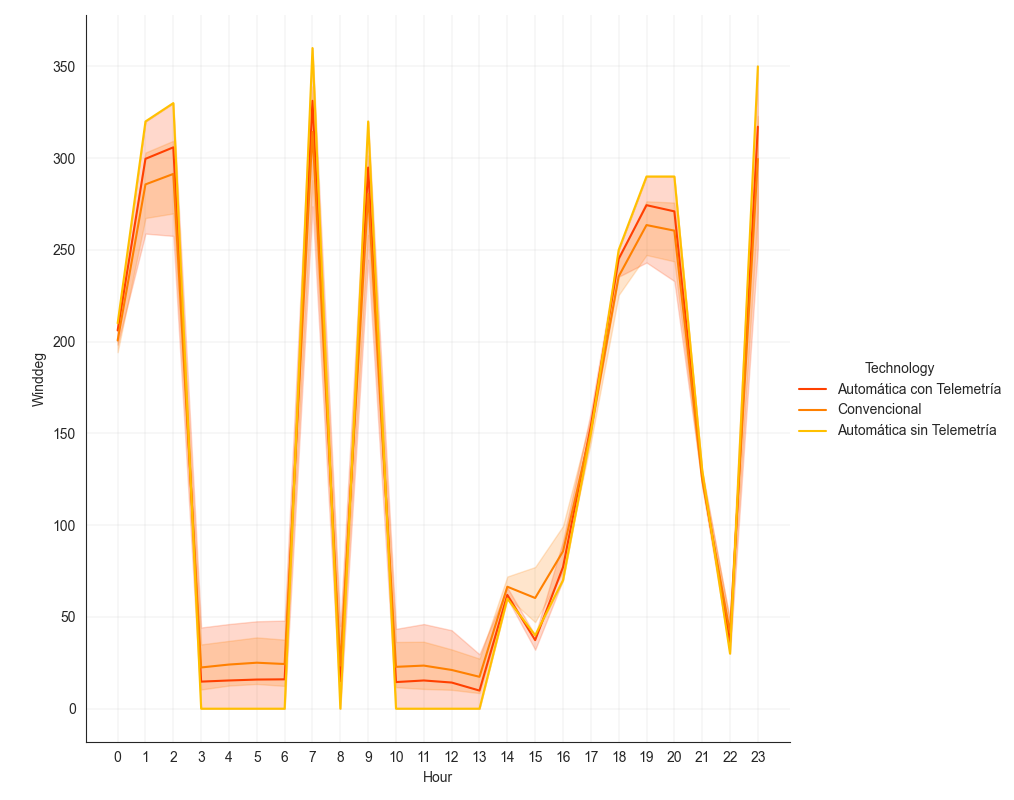 350
300
250
200
150
100
50
0
Winddeg
0 1 2 3 4 5 6 7 8 9 10 11 12 13 14 15 16 17 18 19 20 21 22 23
Hour
Technology
Automática con Telemetría
Convencional
Automática sin Telemetría